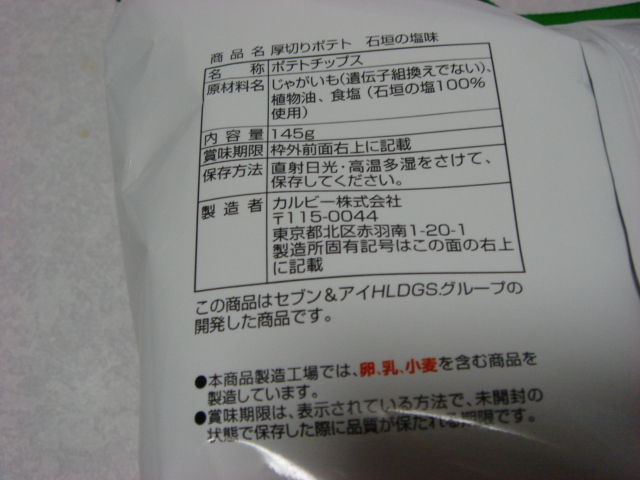 商品名 厚切りポテト 石垣の塩味
名称 ポテトチップス
原材料名 じゃがいも(遺伝子組換えでない)、
植物油、食塩(石垣の塩100%
使用)
内容量 145g
賞味期限 枠外前面右上に記載
保存方法 直射日光・高温多湿をさけて、
保存してください。
製造者 カルビー株式会社
〒115-0044
東京都北区赤羽南1-20-1
製造所固有記号はこの面の右上
に記載
この商品はセブン&アイHLDGS.グループの
開発した商品です。
●本商品製造工場では、卵、乳、小麦を含む商品を
製造しています。
●賞味期限は、表示されている方法で、未開封の
状態で保存した際に品質が保たれる期限です。